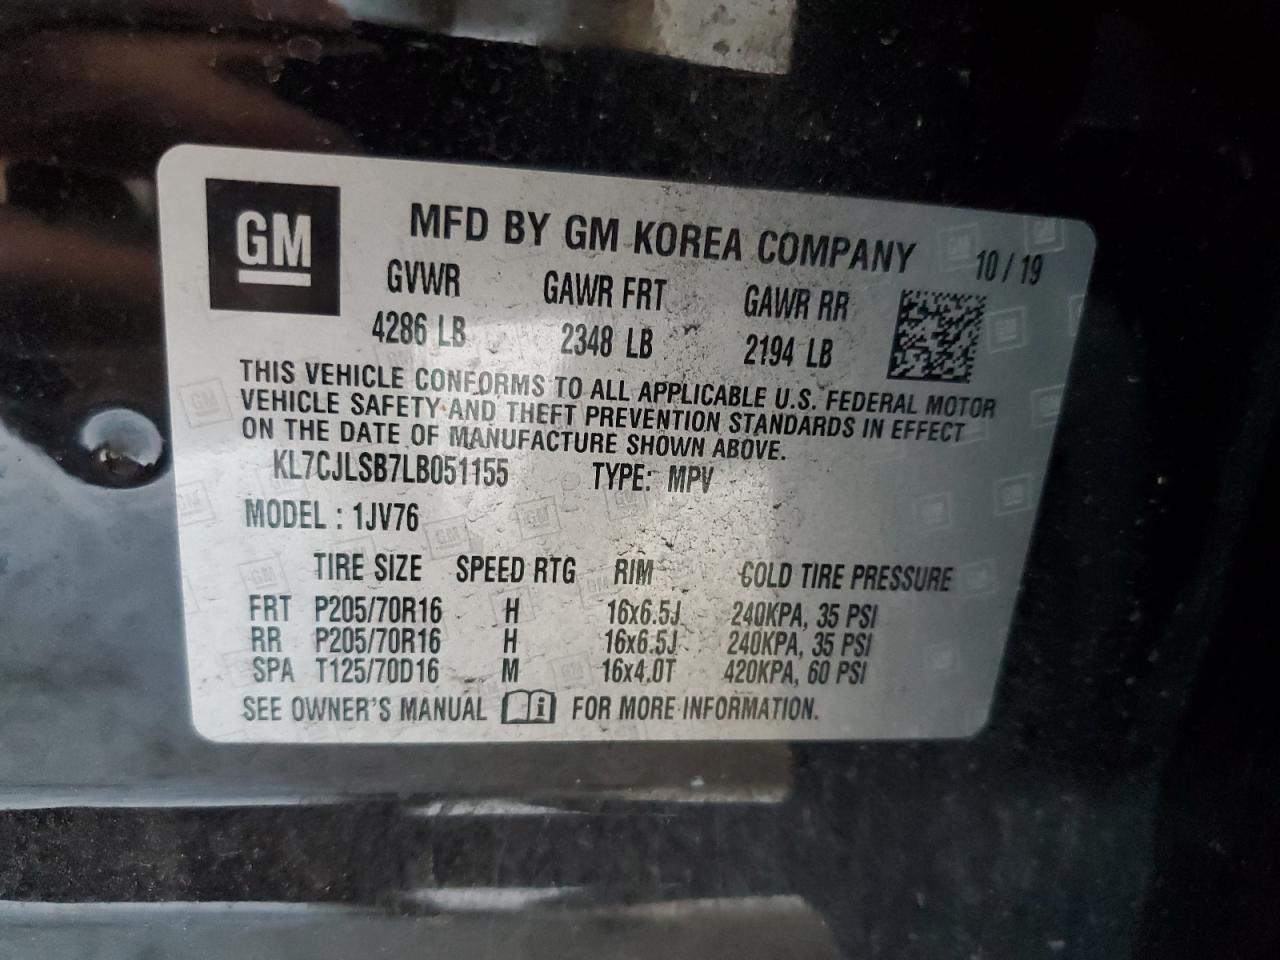 GM
MFD BY GM KOREA COMPANY 10 / 19
GVWR GAWR FRT GAWR RR
4286 LB 2348 LB 2194 LB
THIS VEHICLE CONFORMS TO ALL APPLICABLE U.S. FEDERAL MOTOR
VEHICLE SAFETY AND THEFT PREVENTION STANDARDS IN EFFECT
ON THE DATE OF MANUFACTURE SHOWN ABOVE.
KL7CJLSB7LB051155 TYPE: MPV
MODEL : 1JV76
TIRE SIZE SPEED RTG RIM COLD TIRE PRESSURE
FRT P205/70R16 H 16x6.5J 240KPA, 35 PSI
RR P205/70R16 H 16x6.5J 240KPA, 35 PSI
SPA T125/70D16 M 16x4.0T 420KPA, 60 PSI
SEE OWNER'S MANUAL i FOR MORE INFORMATION.